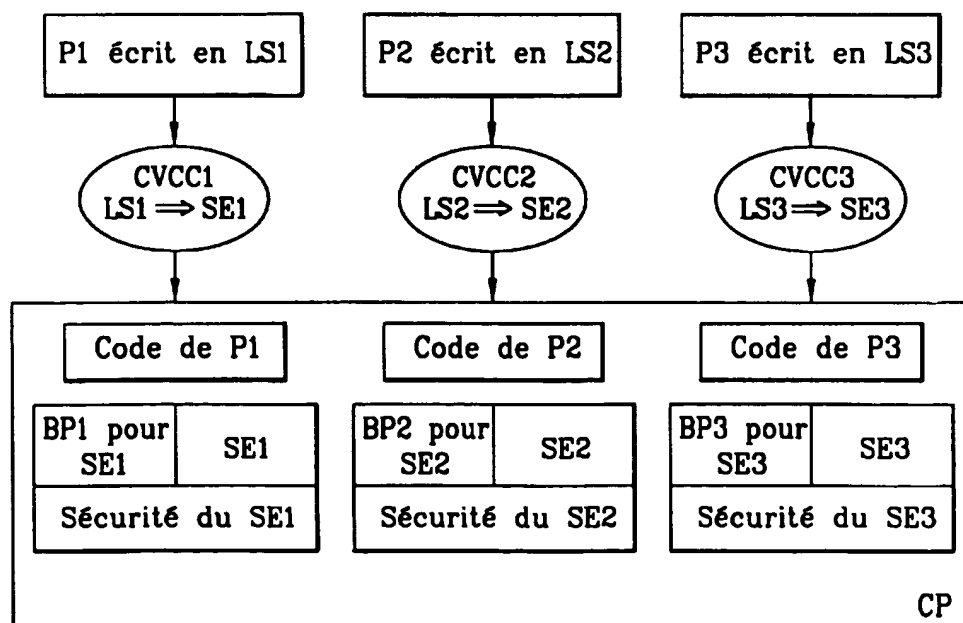 P1 écrit en LS1
P2 écrit en LS2
P3 écrit en LS3
CVCC1
LS1 ⇒ SE1
CVCC2
LS2 ⇒ SE2
CVCC3
LS3 ⇒ SE3
Code de P1
Code de P2
Code de P3
BP1 pour
SE1
SE1
BP2 pour
SE2
SE2
BP3 pour
SE3
SE3
Sécurité du SE1
Sécurité du SE2
Sécurité du SE3
CP